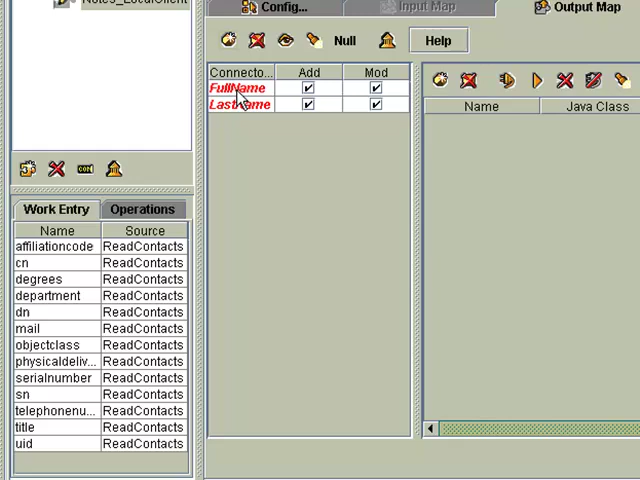 Notes_LocalClient
Config...
Input Map
Output Map
Null
Help
Connecto... Add Mod
FullName
LastName
Name Java Class
Work Entry Operations
Name Source
affiliationcode ReadContacts
cn ReadContacts
degrees ReadContacts
department ReadContacts
dn ReadContacts
mail ReadContacts
objectclass ReadContacts
physicaldeliv... ReadContacts
serialnumber ReadContacts
sn ReadContacts
telephonenu... ReadContacts
title ReadContacts
uid ReadContacts